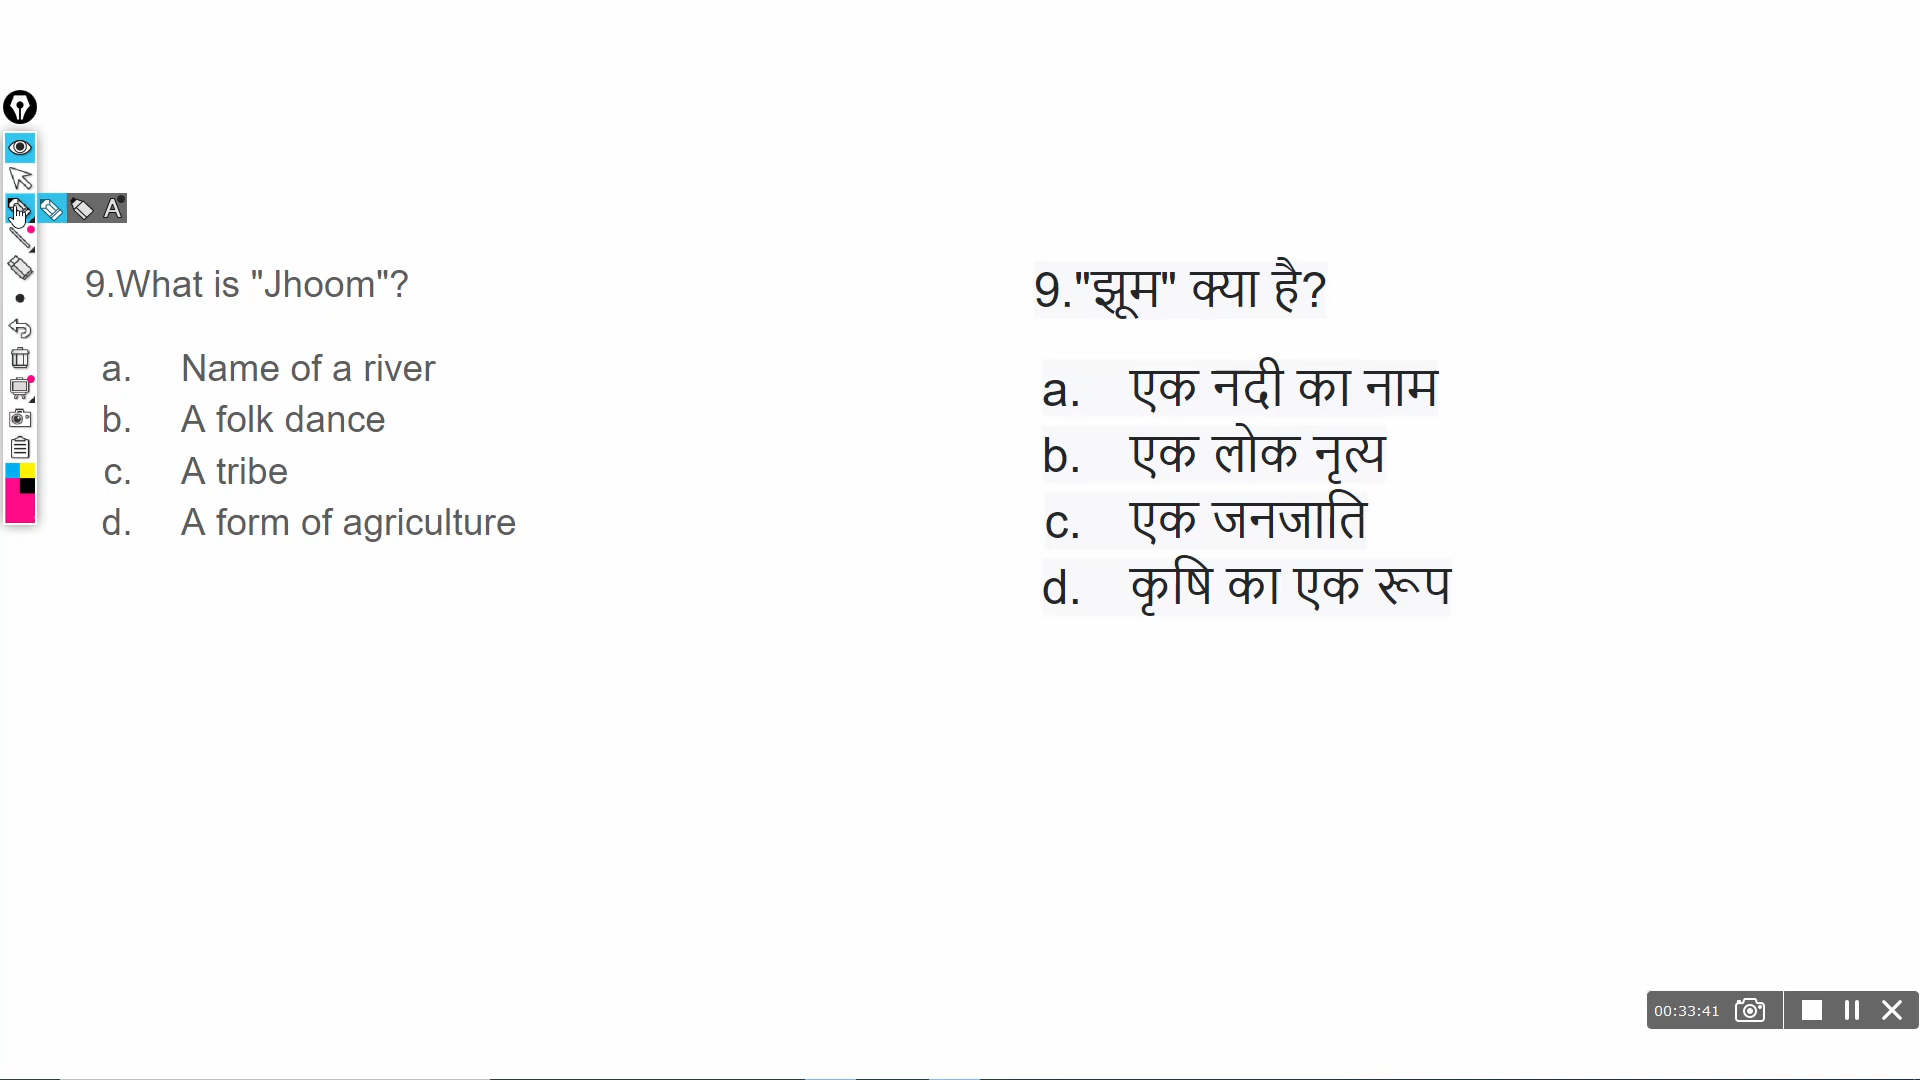 9.What is "Jhoom"?
a. Name of a river
b. A folk dance
c. A tribe
d. A form of agriculture
9."झूम" क्या है?
a. एक नदी का नाम
b. एक लोक नृत्य
c. एक जनजाति
d. कृषि का एक रूप
A
00:33:41